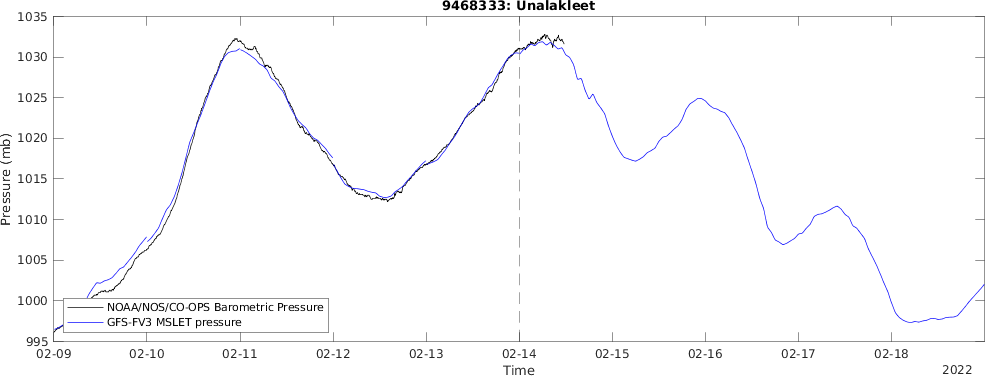 9468333: Unalakleet
1035
1030
1025
1020
1015
1010
1005
1000
995
Pressure (mb)
NOAA/NOS/CO-OPS Barometric Pressure
GFS-FV3 MSLET pressure
02-09 02-10 02-11 02-12 02-13 02-14 02-15 02-16 02-17 02-18
Time
2022